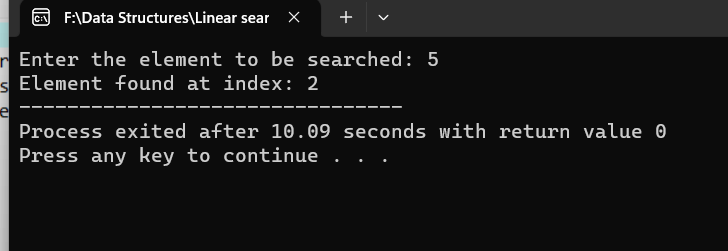 F:\Data Structures\Linear sear
Enter the element to be searched: 5
Element found at index: 2
--------------------------------
Process exited after 10.09 seconds with return value 0
Press any key to continue . . .